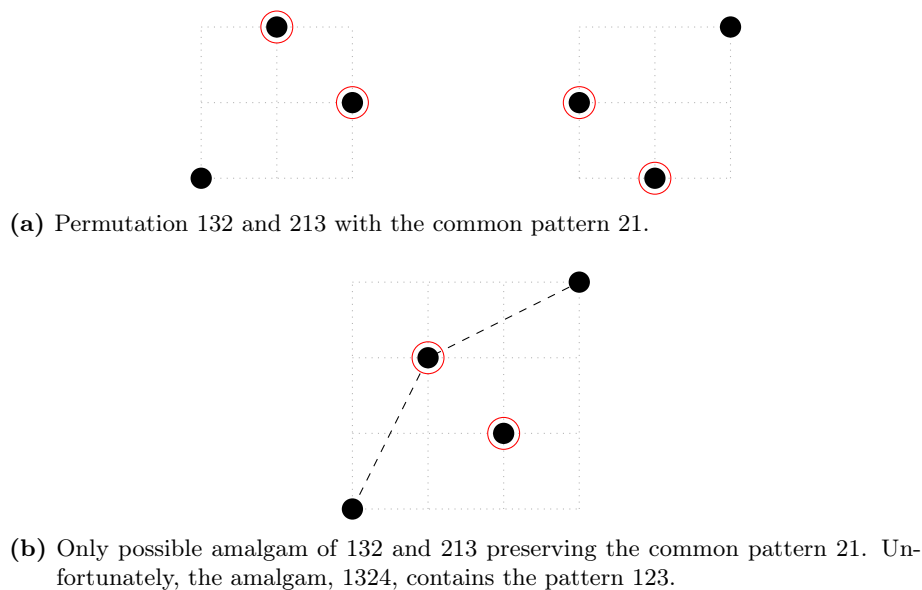 (a) Permutation 132 and 213 with the common pattern 21.
(b) Only possible amalgam of 132 and 213 preserving the common pattern 21. Un-
fortunately, the amalgam, 1324, contains the pattern 123.